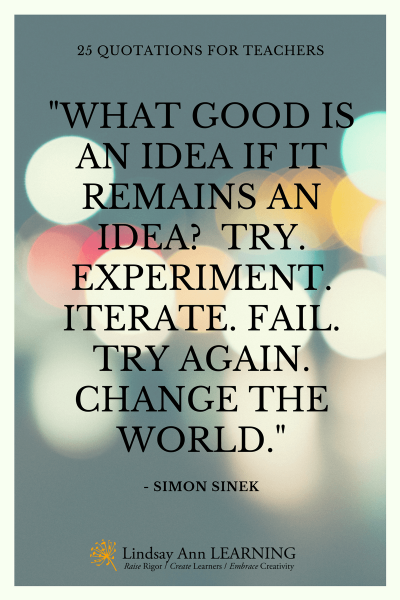 25 QUOTATIONS FOR TEACHERS
"WHAT GOOD IS
AN IDEA IF IT
REMAINS AN
IDEA?  TRY.
EXPERIMENT.
ITERATE. FAIL.
TRY AGAIN.
CHANGE THE
WORLD."
- SIMON SINEK
Lindsay Ann LEARNING
Raise Rigor / Create Learners / Embrace Creativity